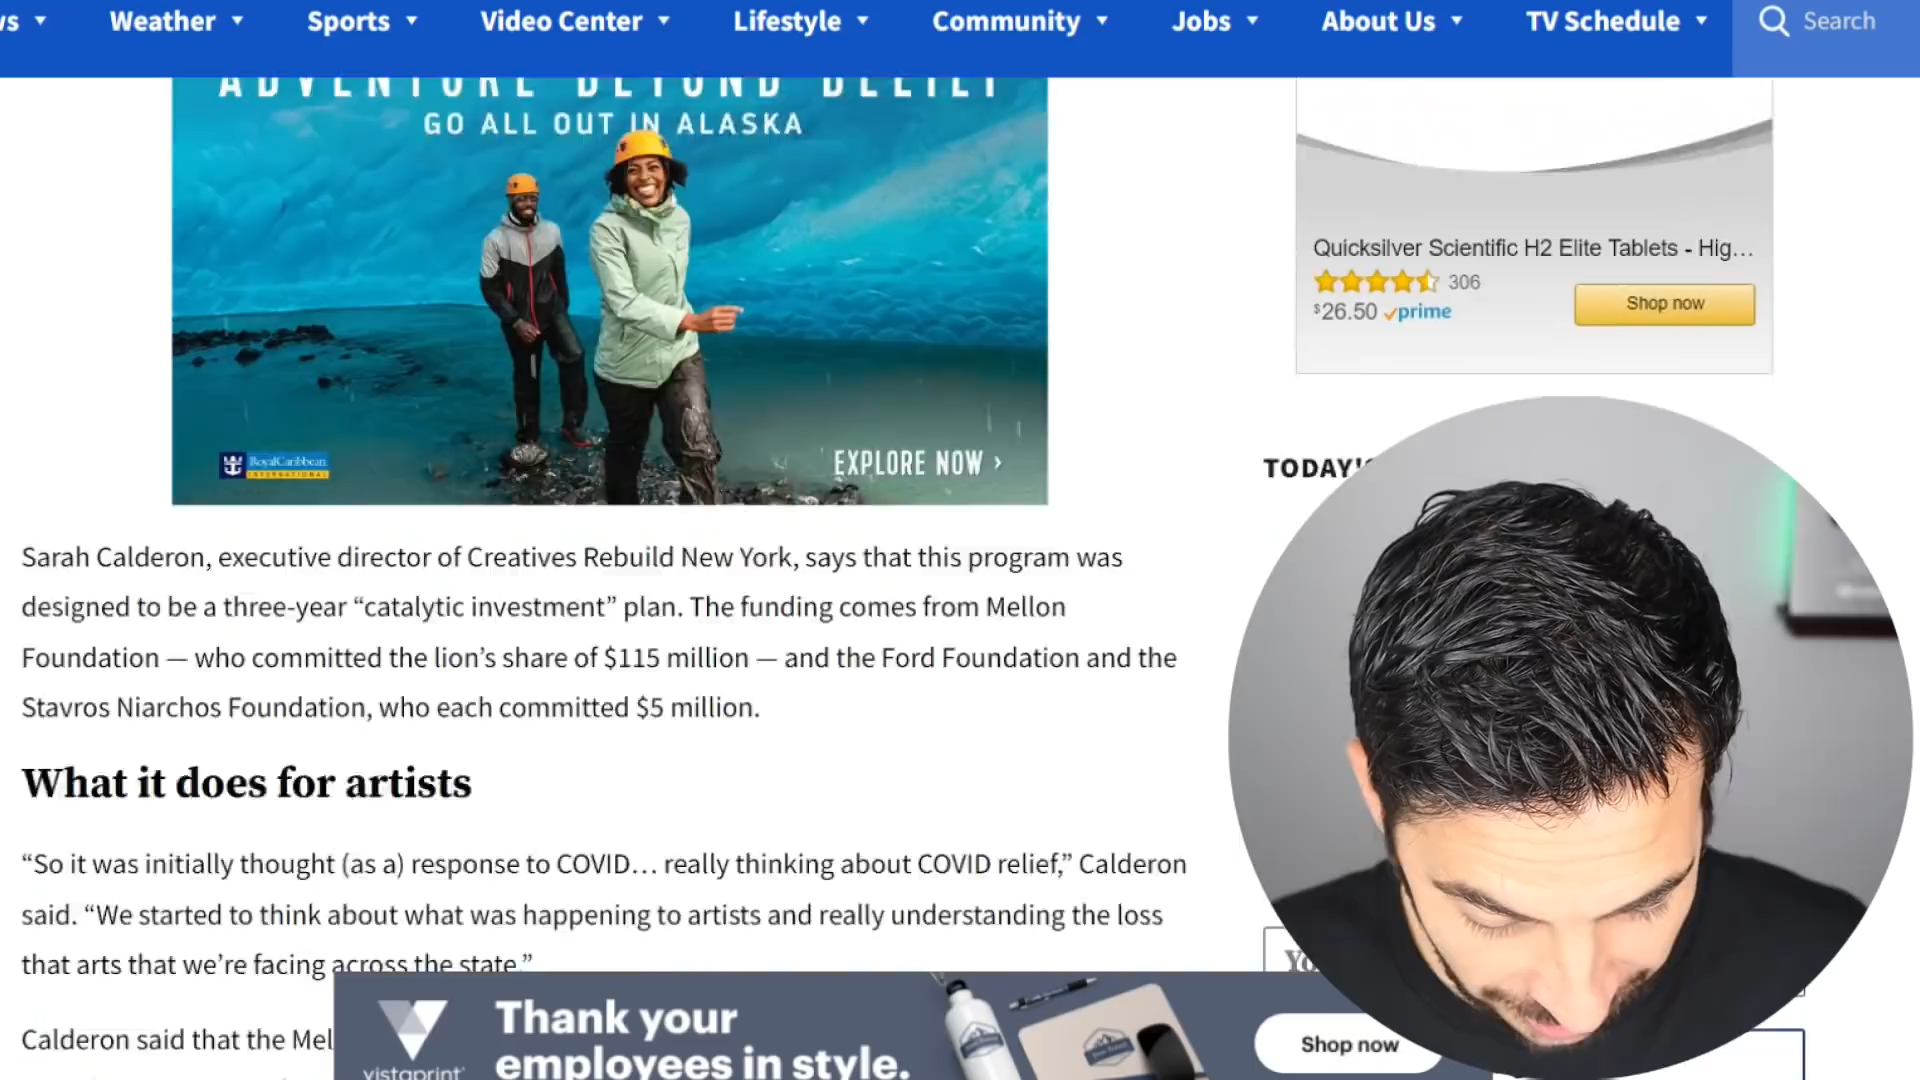 Weather
Sports
Video Center
Lifestyle
Community
Jobs
About Us
TV Schedule
Search
ADVENTURE BEYOND BELIEF
GO ALL OUT IN ALASKA
RoyalCaribbean
INTERNATIONAL
EXPLORE NOW ›
Quicksilver Scientific H2 Elite Tablets - Hig…
306
$26.50 prime
Shop now
TODAY'S
Sarah Calderon, executive director of Creatives Rebuild New York, says that this program was
designed to be a three-year “catalytic investment” plan. The funding comes from Mellon
Foundation — who committed the lion’s share of $115 million — and the Ford Foundation and the
Stavros Niarchos Foundation, who each committed $5 million.
What it does for artists
“So it was initially thought (as a) response to COVID… really thinking about COVID relief,” Calderon
said. “We started to think about what was happening to artists and really understanding the loss
that arts that we’re facing across the state.”
Calderon said that the Mel
vistaprint
Thank your
employees in style.
Shop now